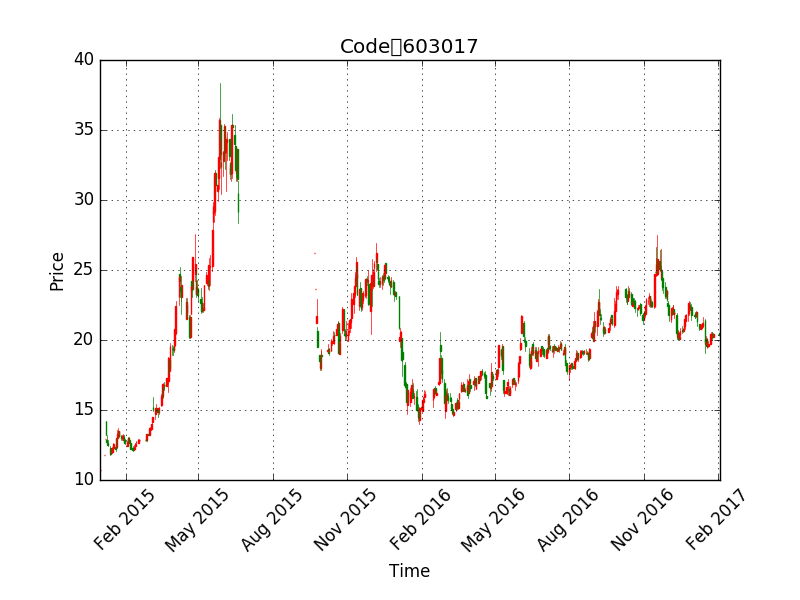 Code▯603017
40
35
30
25
20
15
10
Price
Feb 2015
May 2015
Aug 2015
Nov 2015
Feb 2016
May 2016
Aug 2016
Nov 2016
Feb 2017
Time